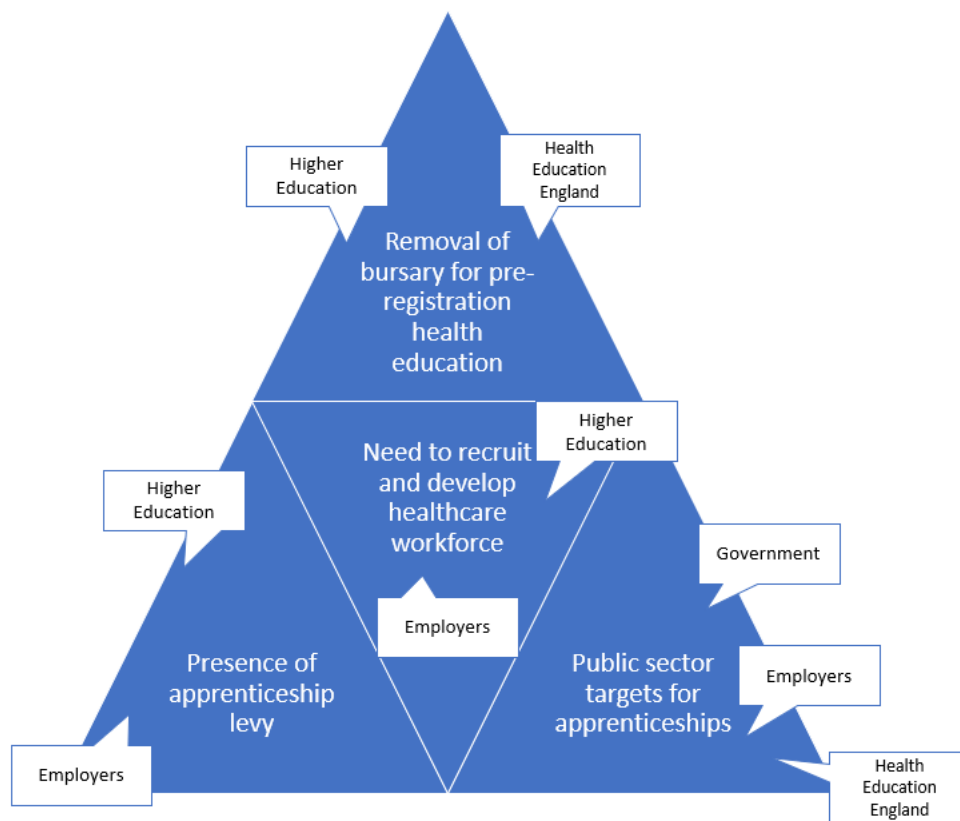 Higher
Education
Health
Education
England
Removal of
bursary for pre-
registration
health
education
Higher
Education
Need to recruit
and develop
healthcare
workforce
Higher
Education
Government
Employers
Presence of
apprenticeship
levy
Public sector
targets for
apprenticeships
Employers
Employers
Health
Education
England